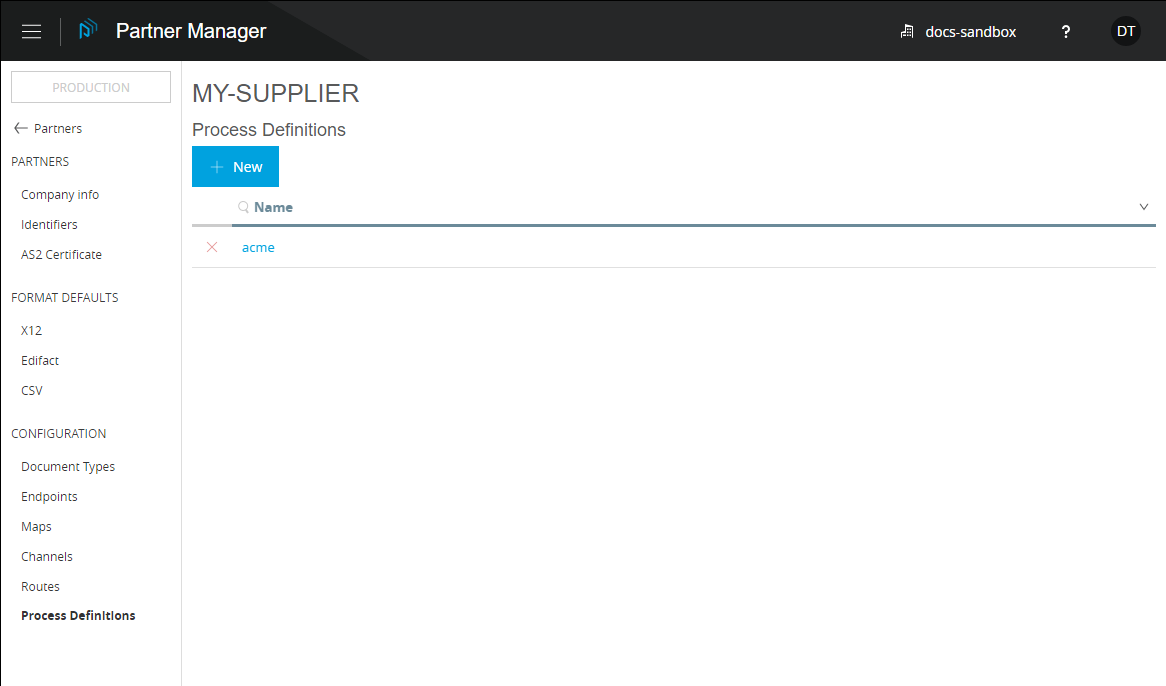 Partner Manager
docs-sandbox
?
DT
PRODUCTION
Partners
PARTNERS
Company info
Identifiers
AS2 Certificate
FORMAT DEFAULTS
X12
Edifact
CSV
CONFIGURATION
Document Types
Endpoints
Maps
Channels
Routes
Process Definitions
MY-SUPPLIER
Process Definitions
New
Name
acme